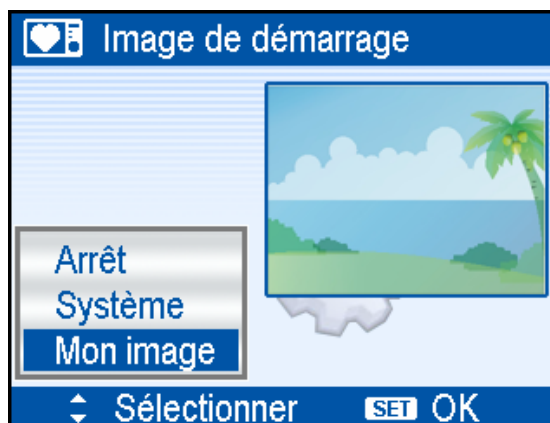 Image de démarrage
Arrêt
Système
Mon image
Sélectionner SET OK